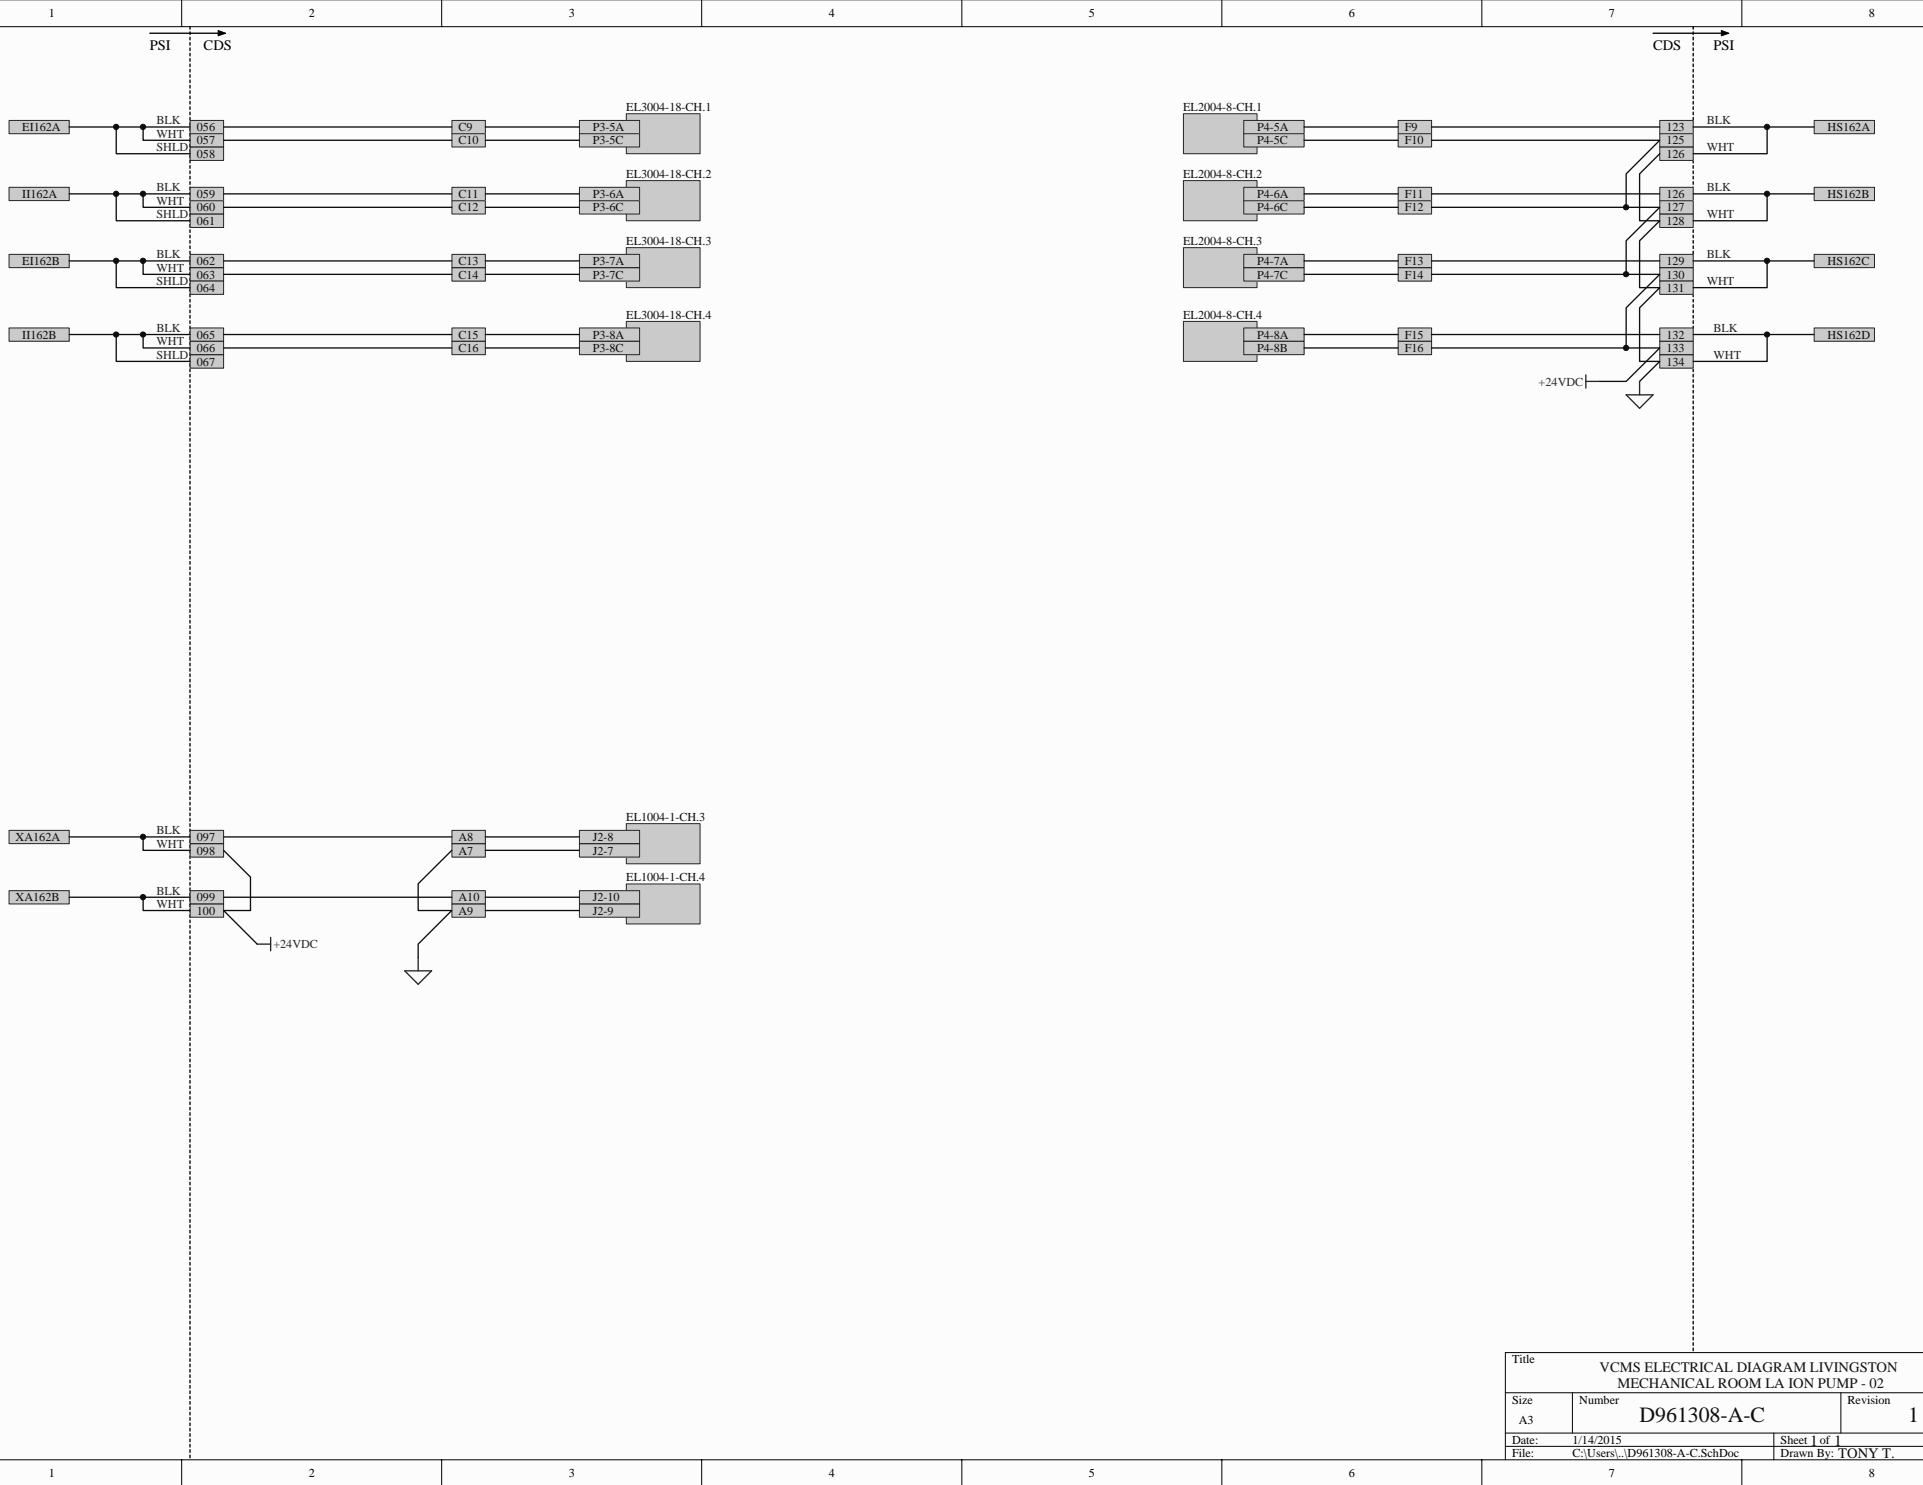 1 2 3 4 5 6 7 8
PSI CDS
CDS PSI
EL3004-18-CH.1
EI162A BLK 056 C9 P3-5A
WHT 057 C10 P3-5C
SHLD 058
EL3004-18-CH.2
II162A BLK 059 C11 P3-6A
WHT 060 C12 P3-6C
SHLD 061
EL3004-18-CH.3
EI162B BLK 062 C13 P3-7A
WHT 063 C14 P3-7C
SHLD 064
EL3004-18-CH.4
II162B BLK 065 C15 P3-8A
WHT 066 C16 P3-8C
SHLD 067
EL2004-8-CH.1
P4-5A F9 123 BLK HS162A
P4-5C F10 125
126 WHT
EL2004-8-CH.2
P4-6A F11 126 BLK HS162B
P4-6C F12 127
128 WHT
EL2004-8-CH.3
P4-7A F13 129 BLK HS162C
P4-7C F14 130
131 WHT
EL2004-8-CH.4
P4-8A F15 132 BLK HS162D
P4-8B F16 133
134 WHT
+24VDC
EL1004-1-CH.3
XA162A BLK 097 A8 J2-8
WHT 098 A7 J2-7
EL1004-1-CH.4
XA162B BLK 099 A10 J2-10
WHT 100 A9 J2-9
+24VDC
Title
VCMS ELECTRICAL DIAGRAM LIVINGSTON
MECHANICAL ROOM LA ION PUMP - 02
Size Number Revision
A3 D961308-A-C 1
Date: 1/14/2015 Sheet 1 of 1
File: C:\Users\..\D961308-A-C.SchDoc Drawn By: TONY T.
1 2 3 4 5 6 7 8